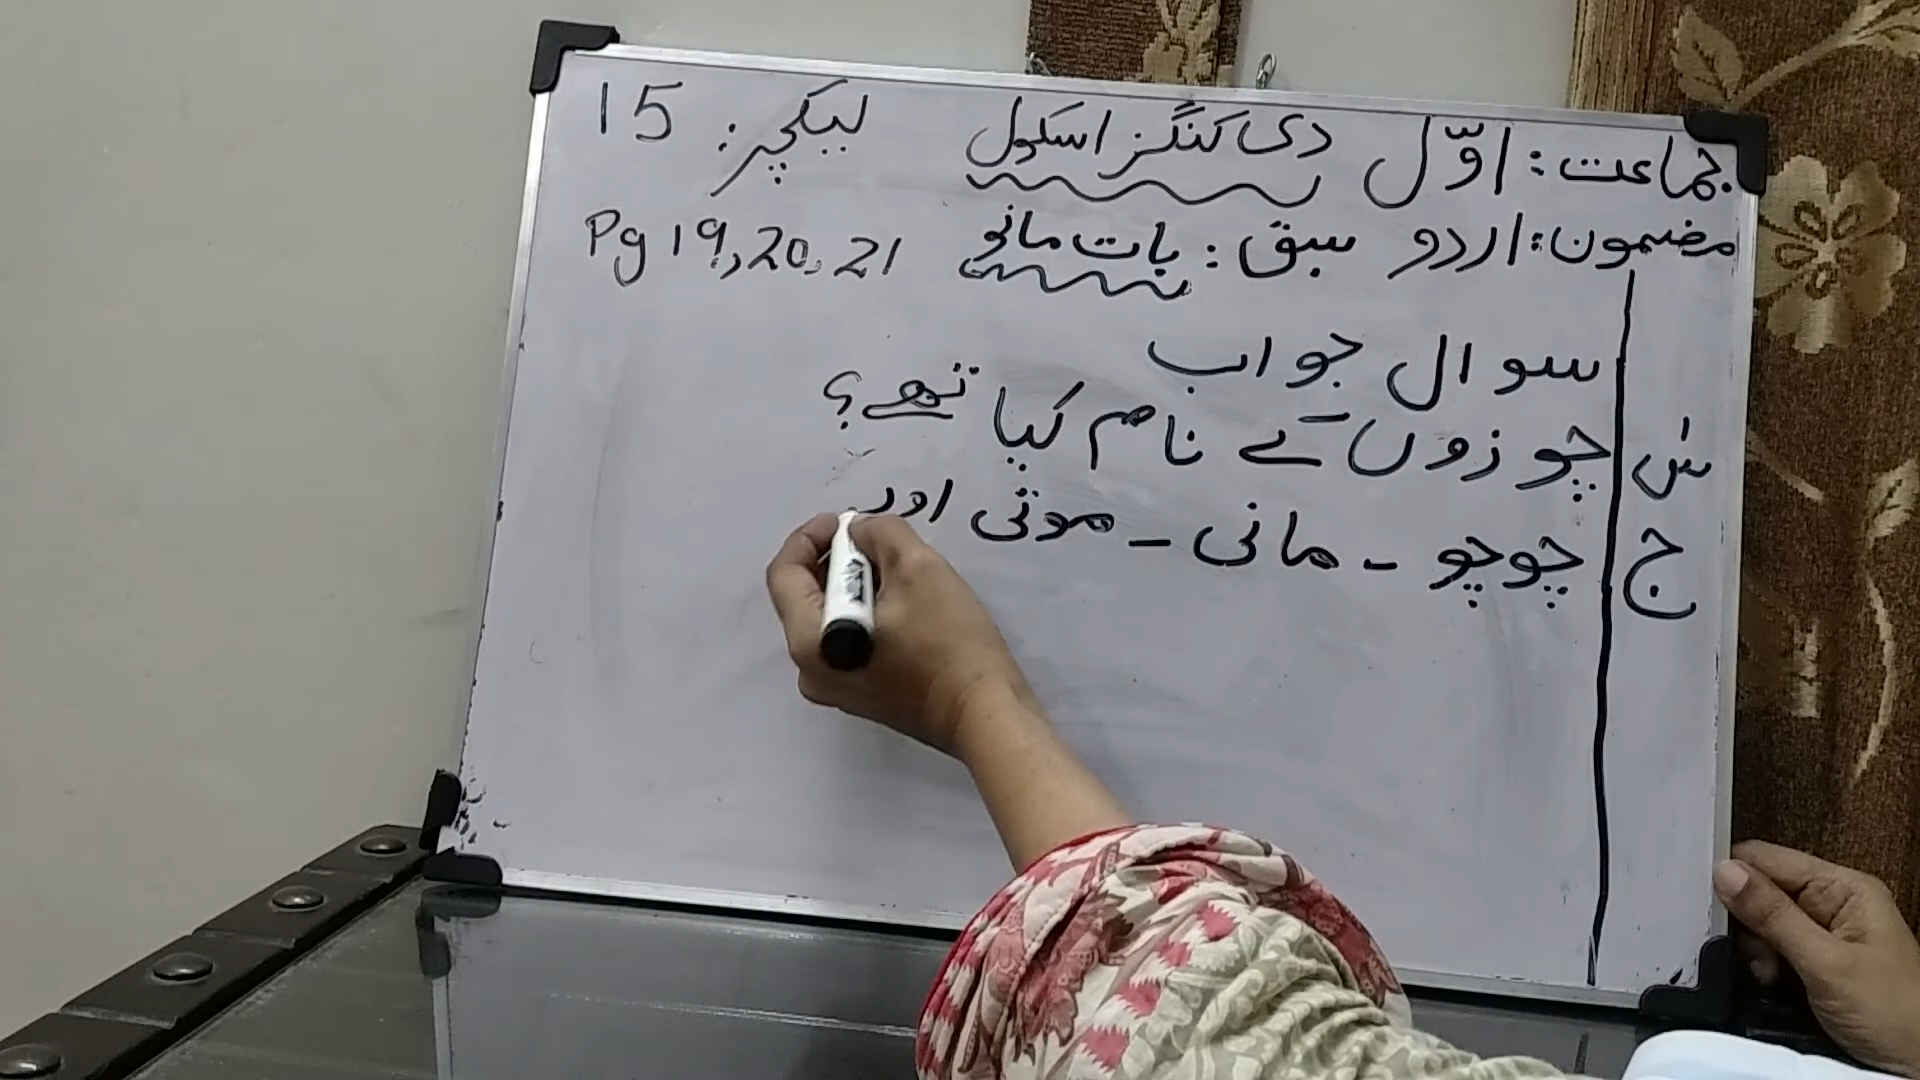 جماعت: اوّل دی کنگز اسکول لیکچر: 15
مضمون: اردو سبق: بات مانو Pg 19, 20, 21
سوال جواب
س چوزوں کے نام کیا تھے؟
ج چوچو - مانی - موتی اور